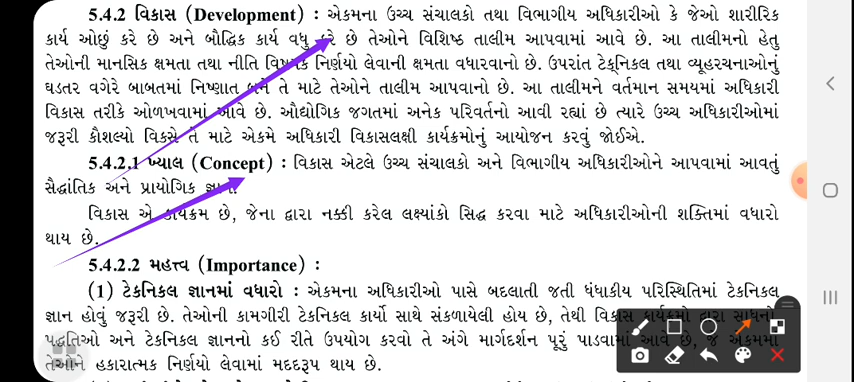 5.4.2 વિકાસ (Development) : એકમના ઉચ્ચ સંચાલકો તથા વિભાગીય અધિકારીઓ કે જેઓ શારીરિક
કાર્ય ઓછું કરે છે અને બૌદ્ધિક કાર્ય વધુ કરે છે તેઓને વિશિષ્ટ તાલીમ આપવામાં આવે છે. આ તાલીમનો હેતુ
તેઓની માનસિક ક્ષમતા તથા નીતિ વિષયક નિર્ણયો લેવાની ક્ષમતા વધારવાનો છે. ઉપરાંત ટેક્નિકલ તથા વ્યૂહરચનાઓનું
ઘડતર વગેરે બાબતમાં નિષ્ણાત બને તે માટે તેઓને તાલીમ આપવાનો છે. આ તાલીમને વર્તમાન સમયમાં અધિકારી
વિકાસ તરીકે ઓળખવામાં આવે છે. ઔદ્યોગિક જગતમાં અનેક પરિવર્તનો આવી રહ્યાં છે ત્યારે ઉચ્ચ અધિકારીઓમાં
જરૂરી કૌશલ્યો વિકસે તે માટે એકમે અધિકારી વિકાસલક્ષી કાર્યક્રમોનું આયોજન કરવું જોઈએ.
5.4.2.1 ખ્યાલ (Concept) : વિકાસ એટલે ઉચ્ચ સંચાલકો અને વિભાગીય અધિકારીઓને આપવામાં આવતું
સૈદ્ધાંતિક અને પ્રાયોગિક જ્ઞાન.
વિકાસ એ કાર્યક્રમ છે, જેના દ્વારા નક્કી કરેલ લક્ષ્યાંકો સિદ્ધ કરવા માટે અધિકારીઓની શક્તિમાં વધારો
થાય છે.
5.4.2.2 મહત્ત્વ (Importance) :
(1) ટેકનિકલ જ્ઞાનમાં વધારો : એકમના અધિકારીઓ પાસે બદલાતી જતી ધંધાકીય પરિસ્થિતિમાં ટેકનિકલ
જ્ઞાન હોવું જરૂરી છે. તેઓની કામગીરી ટેકનિકલ કાર્યો સાથે સંકળાયેલી હોય છે, તેથી વિકાસ કાર્યક્રમો દ્વારા સાધનો,
પદ્ધતિઓ અને ટેકનિકલ જ્ઞાનનો કઈ રીતે ઉપયોગ કરવો તે અંગે માર્ગદર્શન પૂરું પાડવામાં આવે છે, જે એકમમાં
તેઓને હકારાત્મક નિર્ણયો લેવામાં મદદરૂપ થાય છે.